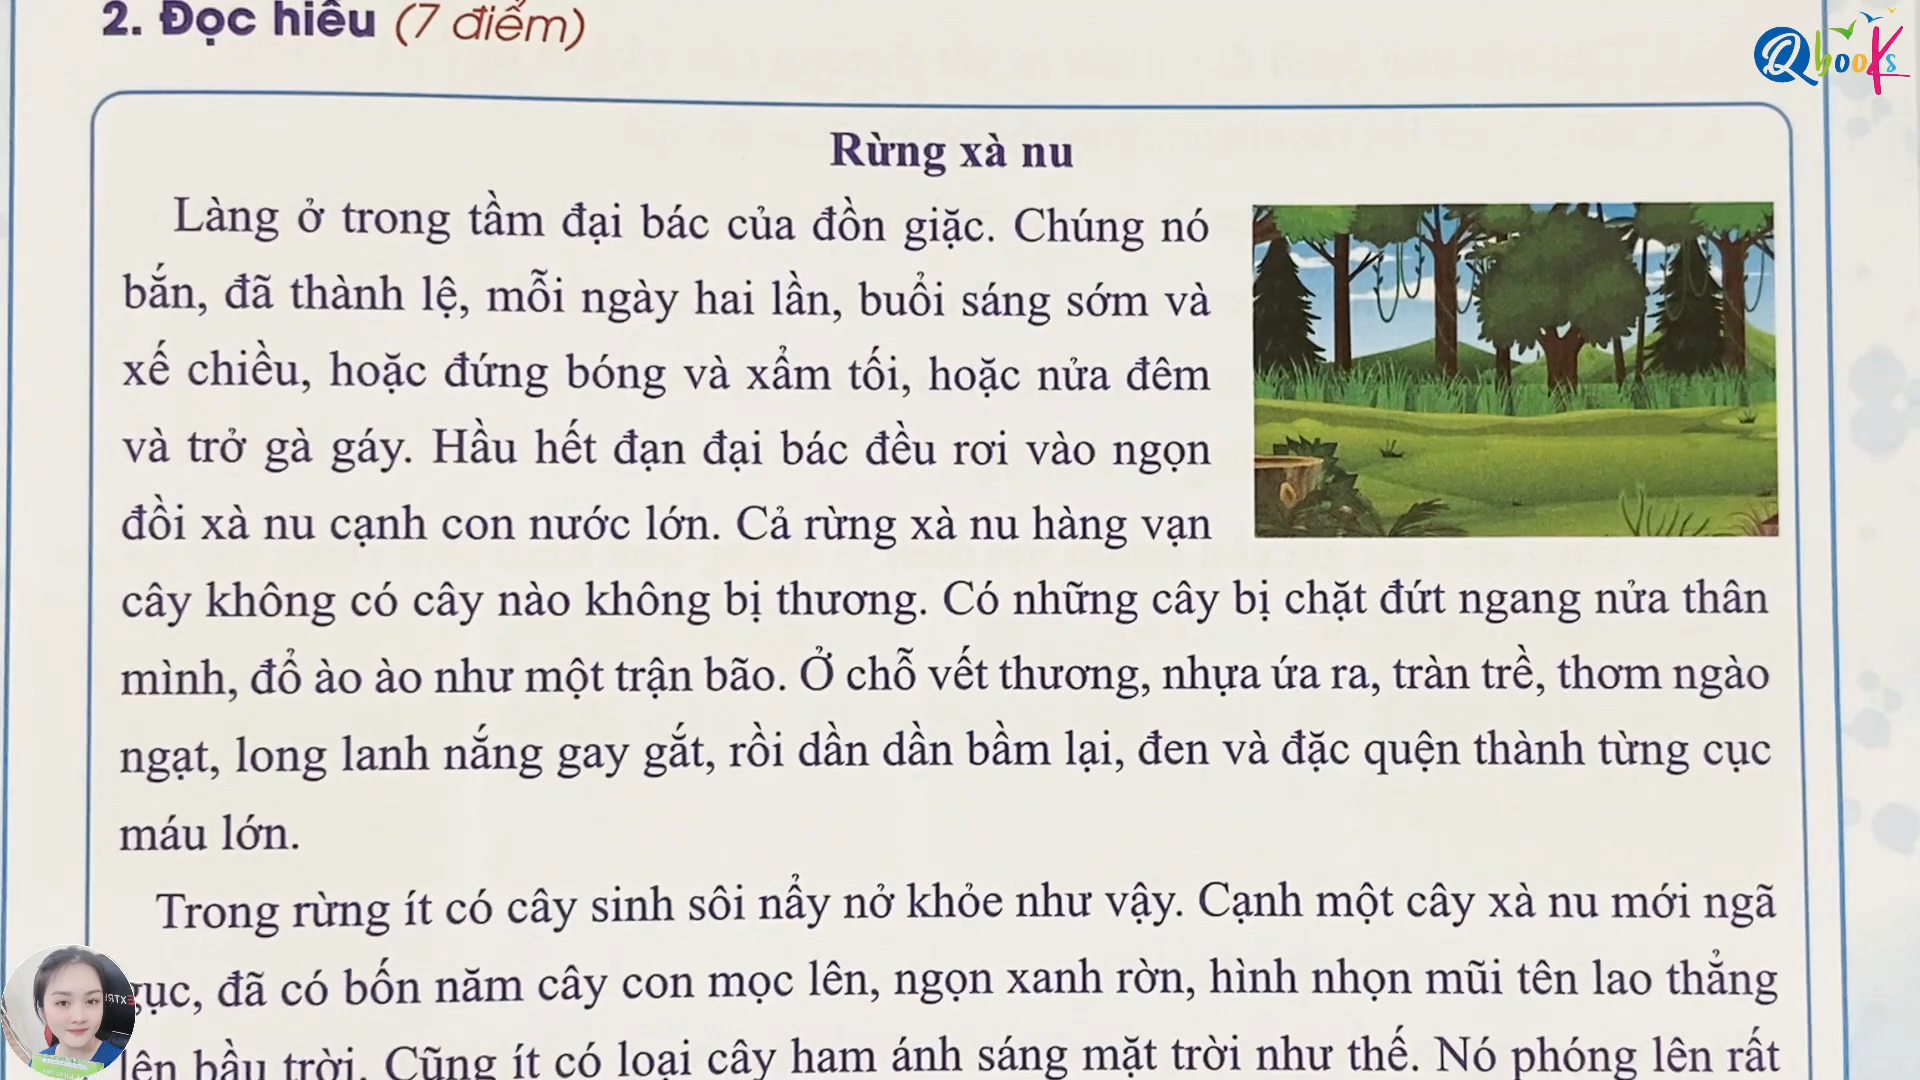 2. Đọc hiểu (7 điểm)
Qbooks
Rừng xà nu
Làng ở trong tầm đại bác của đồn giặc. Chúng nó
bắn, đã thành lệ, mỗi ngày hai lần, buổi sáng sớm và
xế chiều, hoặc đứng bóng và xẩm tối, hoặc nửa đêm
và trở gà gáy. Hầu hết đạn đại bác đều rơi vào ngọn
đồi xà nu cạnh con nước lớn. Cả rừng xà nu hàng vạn
cây không có cây nào không bị thương. Có những cây bị chặt đứt ngang nửa thân
mình, đổ ào ào như một trận bão. Ở chỗ vết thương, nhựa ứa ra, tràn trề, thơm ngào
ngạt, long lanh nắng gay gắt, rồi dần dần bầm lại, đen và đặc quện thành từng cục
máu lớn.
Trong rừng ít có cây sinh sôi nẩy nở khỏe như vậy. Cạnh một cây xà nu mới ngã
gục, đã có bốn năm cây con mọc lên, ngọn xanh rờn, hình nhọn mũi tên lao thẳng
lên bầu trời. Cũng ít có loại cây ham ánh sáng mặt trời như thế. Nó phóng lên rất